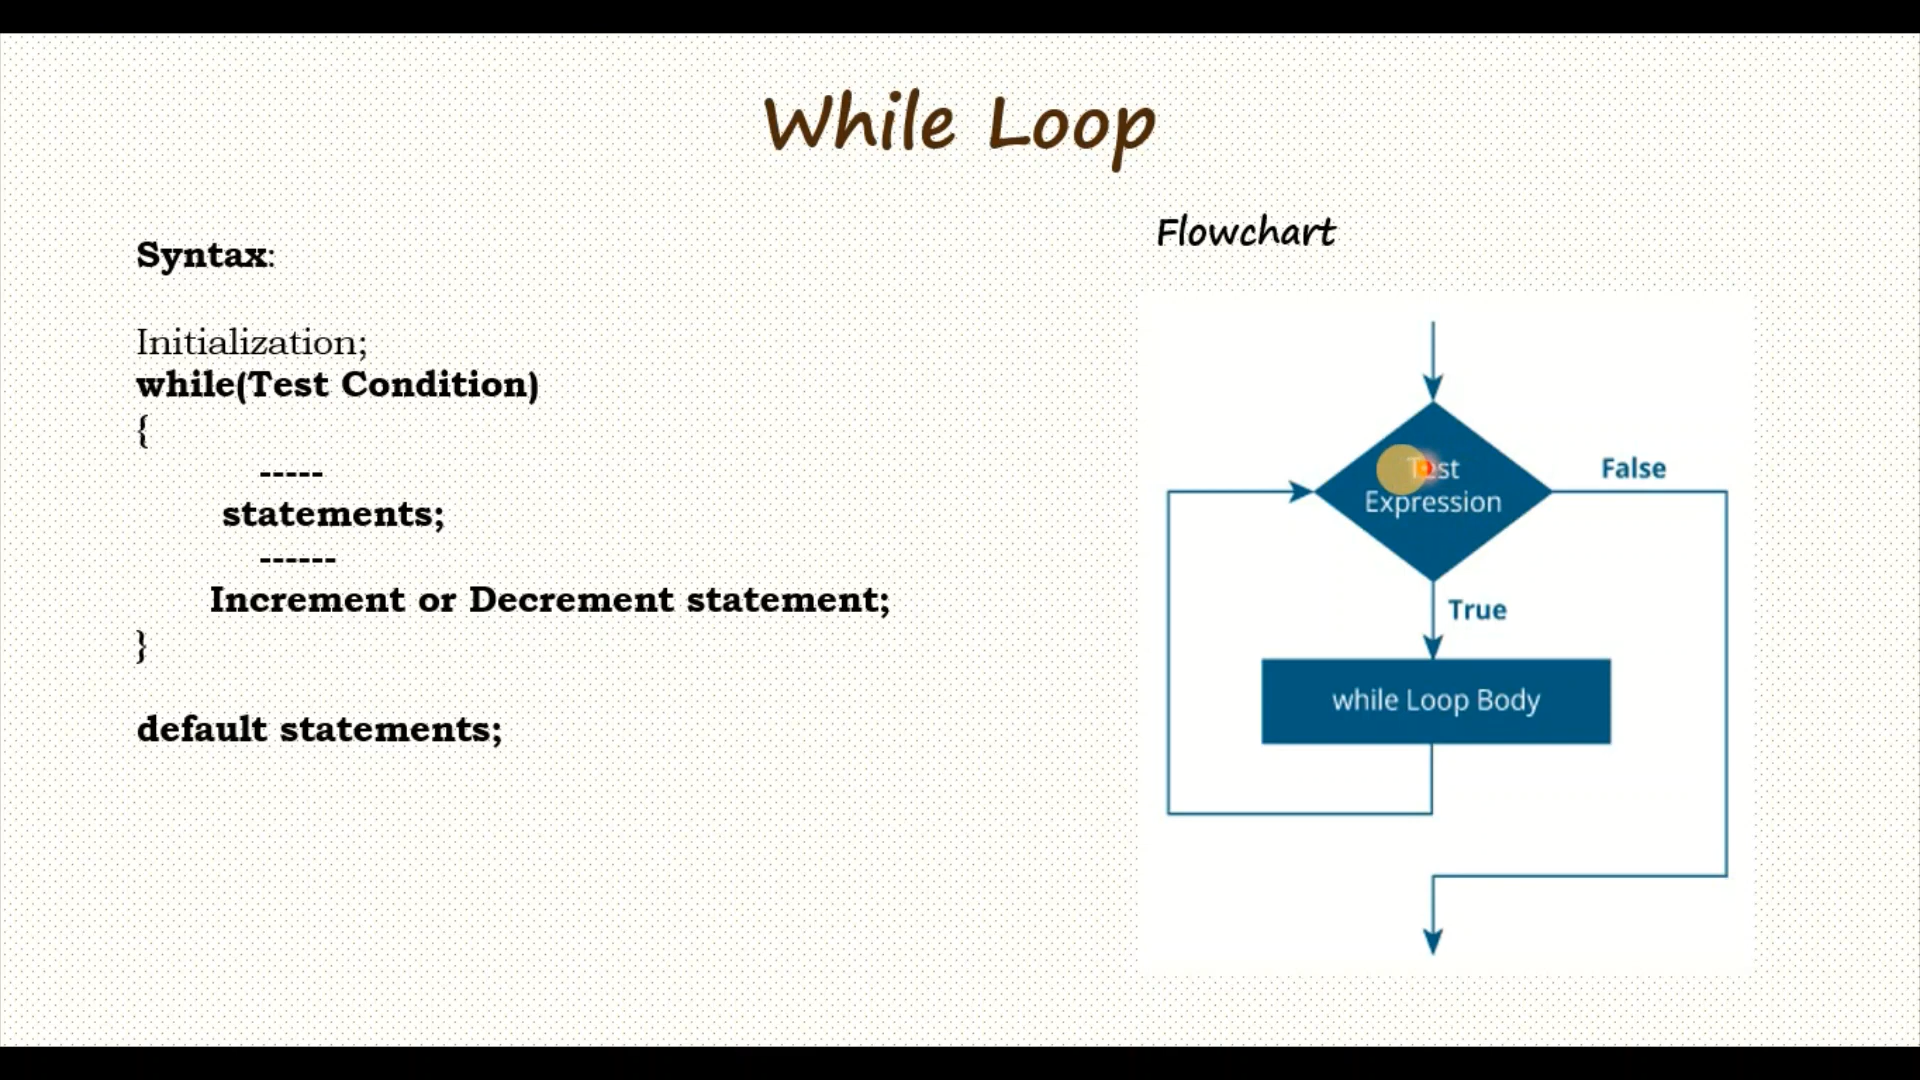 While Loop
Syntax:
Initialization;
while(Test Condition)
{
-----
statements;
------
Increment or Decrement statement;
}
default statements;
Flowchart
Test
Expression
False
True
while Loop Body